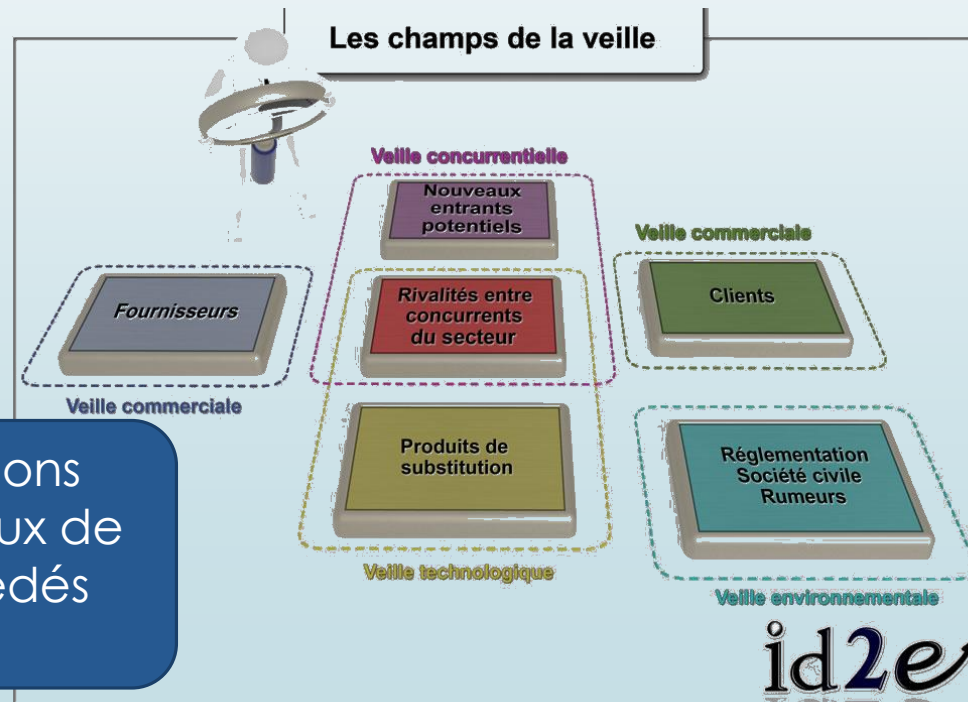 Les champs de la veille
Veille concurrentielle
Nouveaux
entrants
potentiels
Veille commerciale
Fournisseurs
Rivalités entre
concurrents
du secteur
Clients
Veille commerciale
Produits de
substitution
Réglementation
Société civile
Rumeurs
Veille technologique
Veille environnementale
ons
ux de
édés
id2e